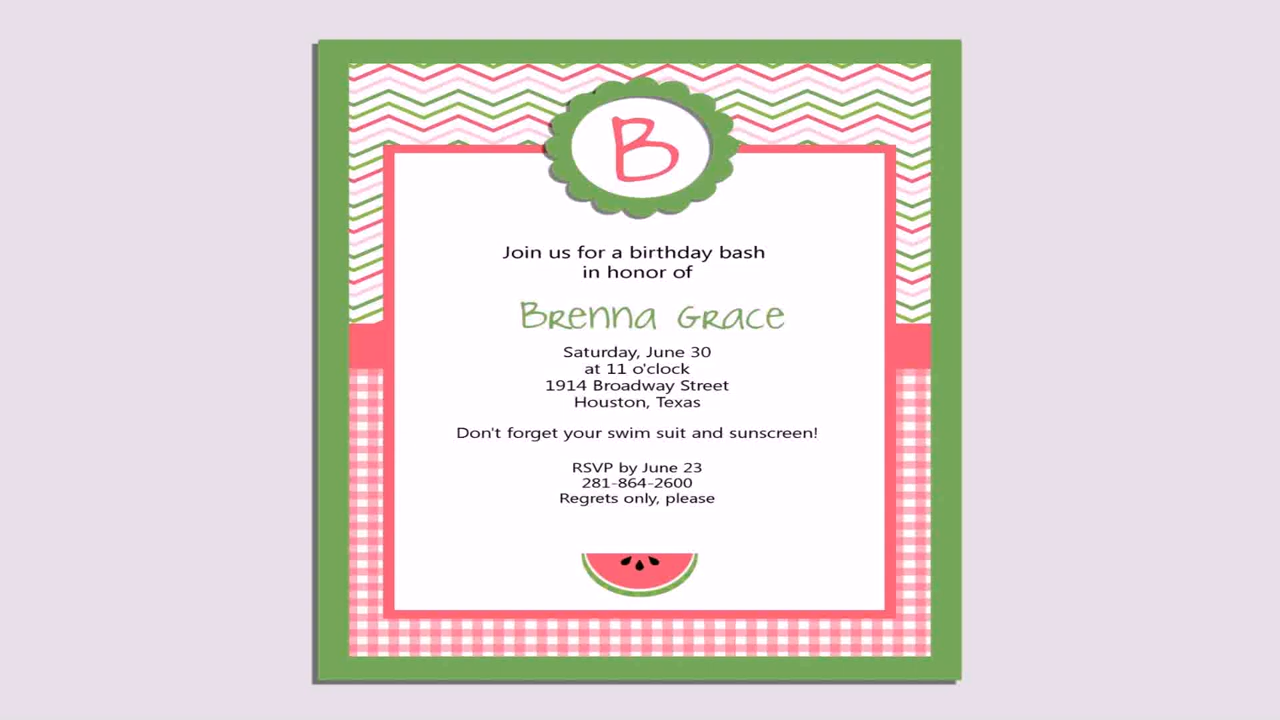 B
Join us for a birthday bash
in honor of
Brenna Grace
Saturday, June 30
at 11 o'clock
1914 Broadway Street
Houston, Texas
Don't forget your swim suit and sunscreen!
RSVP by June 23
281-864-2600
Regrets only, please